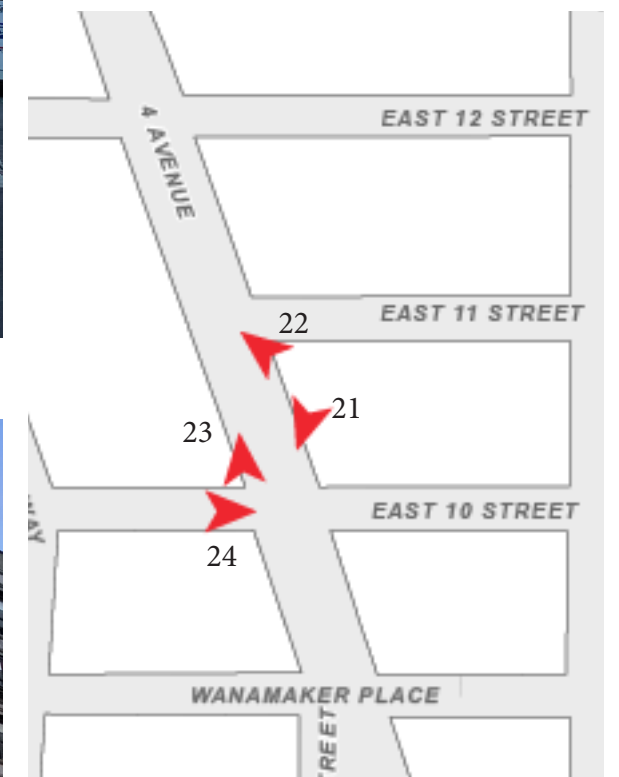 EAST 12 STREET
4 AVENUE
EAST 11 STREET
22
21
23
EAST 10 STREET
24
WANAMAKER PLACE